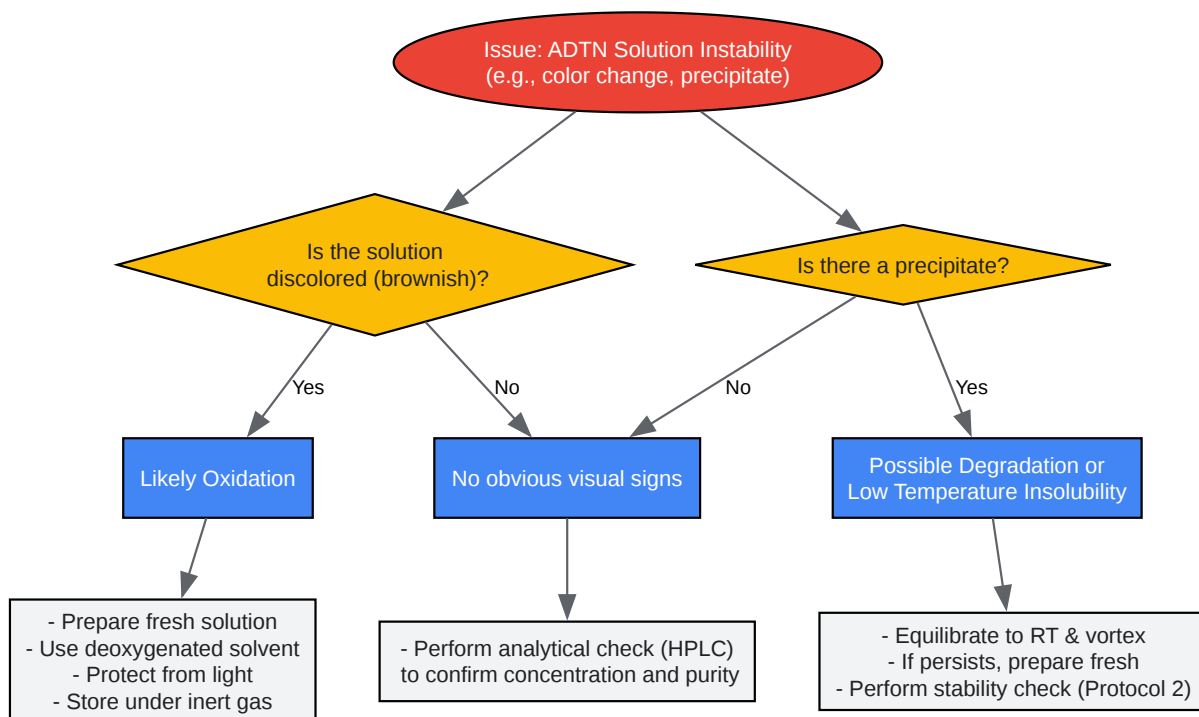 Issue: ADTN Solution Instability
(e.g., color change, precipitate)
Is the solution
discolored (brownish)?
Is there a precipitate?
Yes
No
No
Yes
Likely Oxidation
No obvious visual signs
Possible Degradation or
Low Temperature Insolubility
- Prepare fresh solution
- Use deoxygenated solvent
- Protect from light
- Store under inert gas
- Perform analytical check (HPLC)
to confirm concentration and purity
- Equilibrate to RT & vortex
- If persists, prepare fresh
- Perform stability check (Protocol 2)